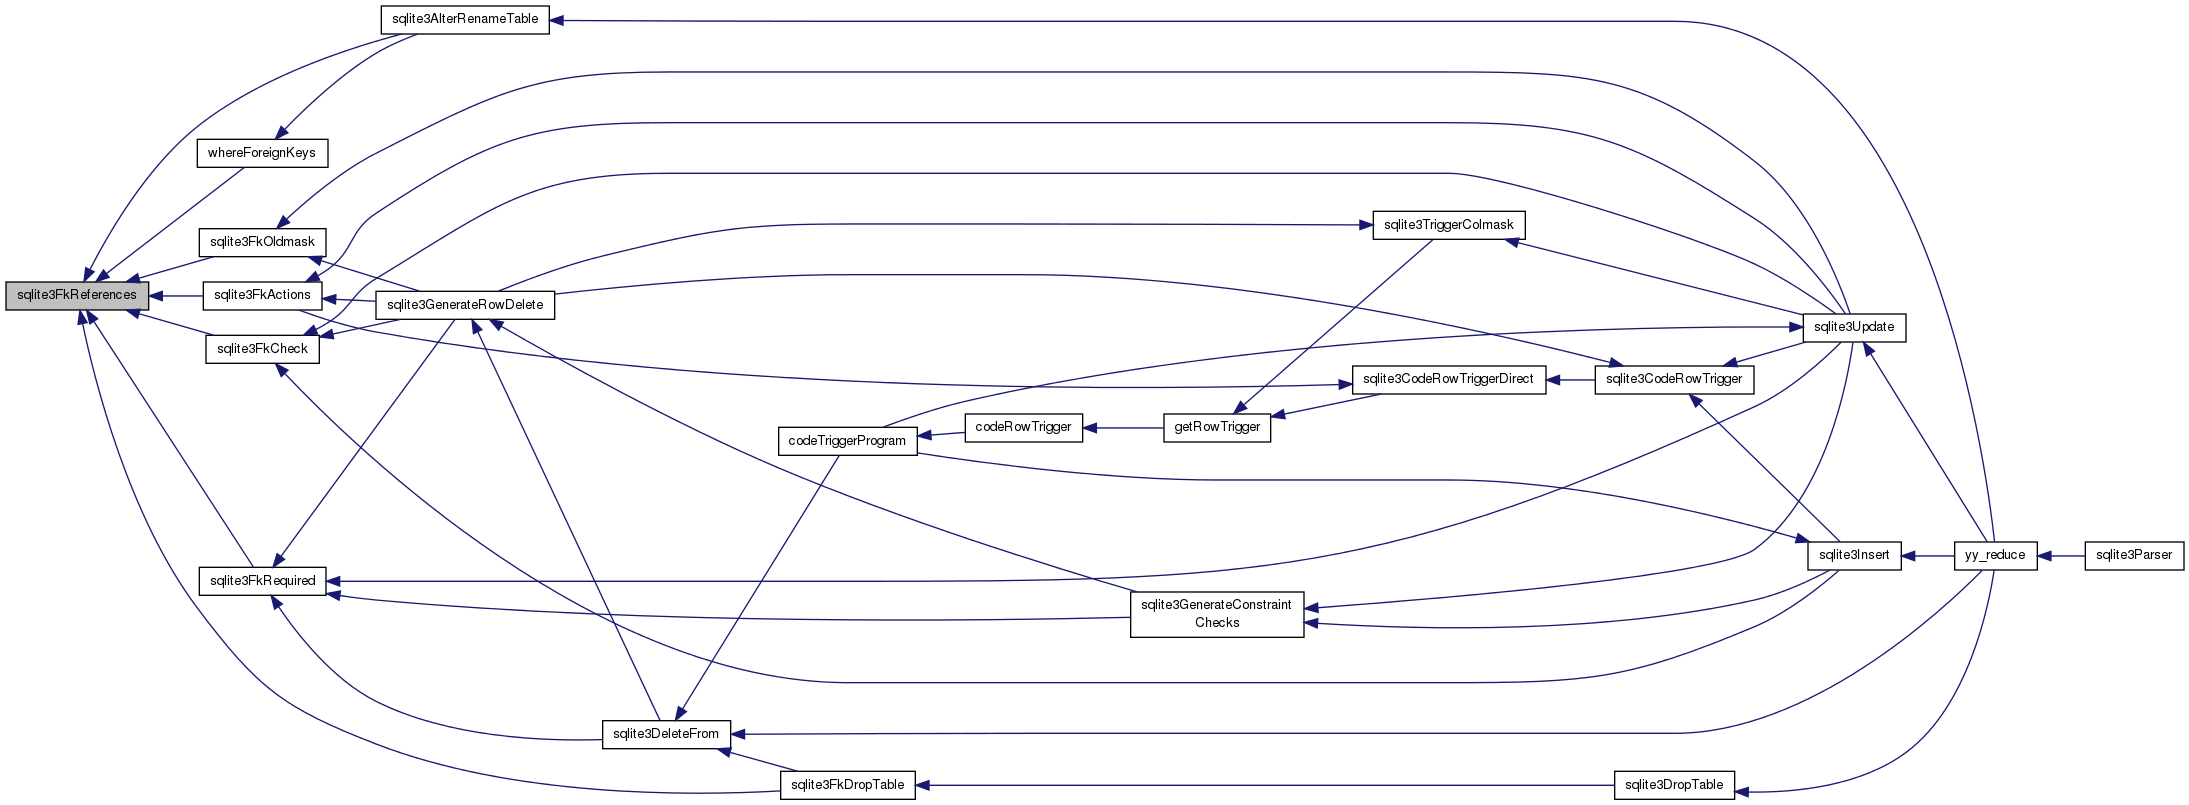 sqlite3AlterRenameTable
whereForeignKeys
sqlite3TriggerColmask
sqlite3FkOldmask
sqlite3FkReferences
sqlite3FkActions
sqlite3GenerateRowDelete
sqlite3Update
sqlite3FkCheck
sqlite3CodeRowTriggerDirect
sqlite3CodeRowTrigger
codeTriggerProgram
codeRowTrigger
getRowTrigger
sqlite3Insert
yy_reduce
sqlite3Parser
sqlite3FkRequired
sqlite3GenerateConstraint
Checks
sqlite3DeleteFrom
sqlite3FkDropTable
sqlite3DropTable